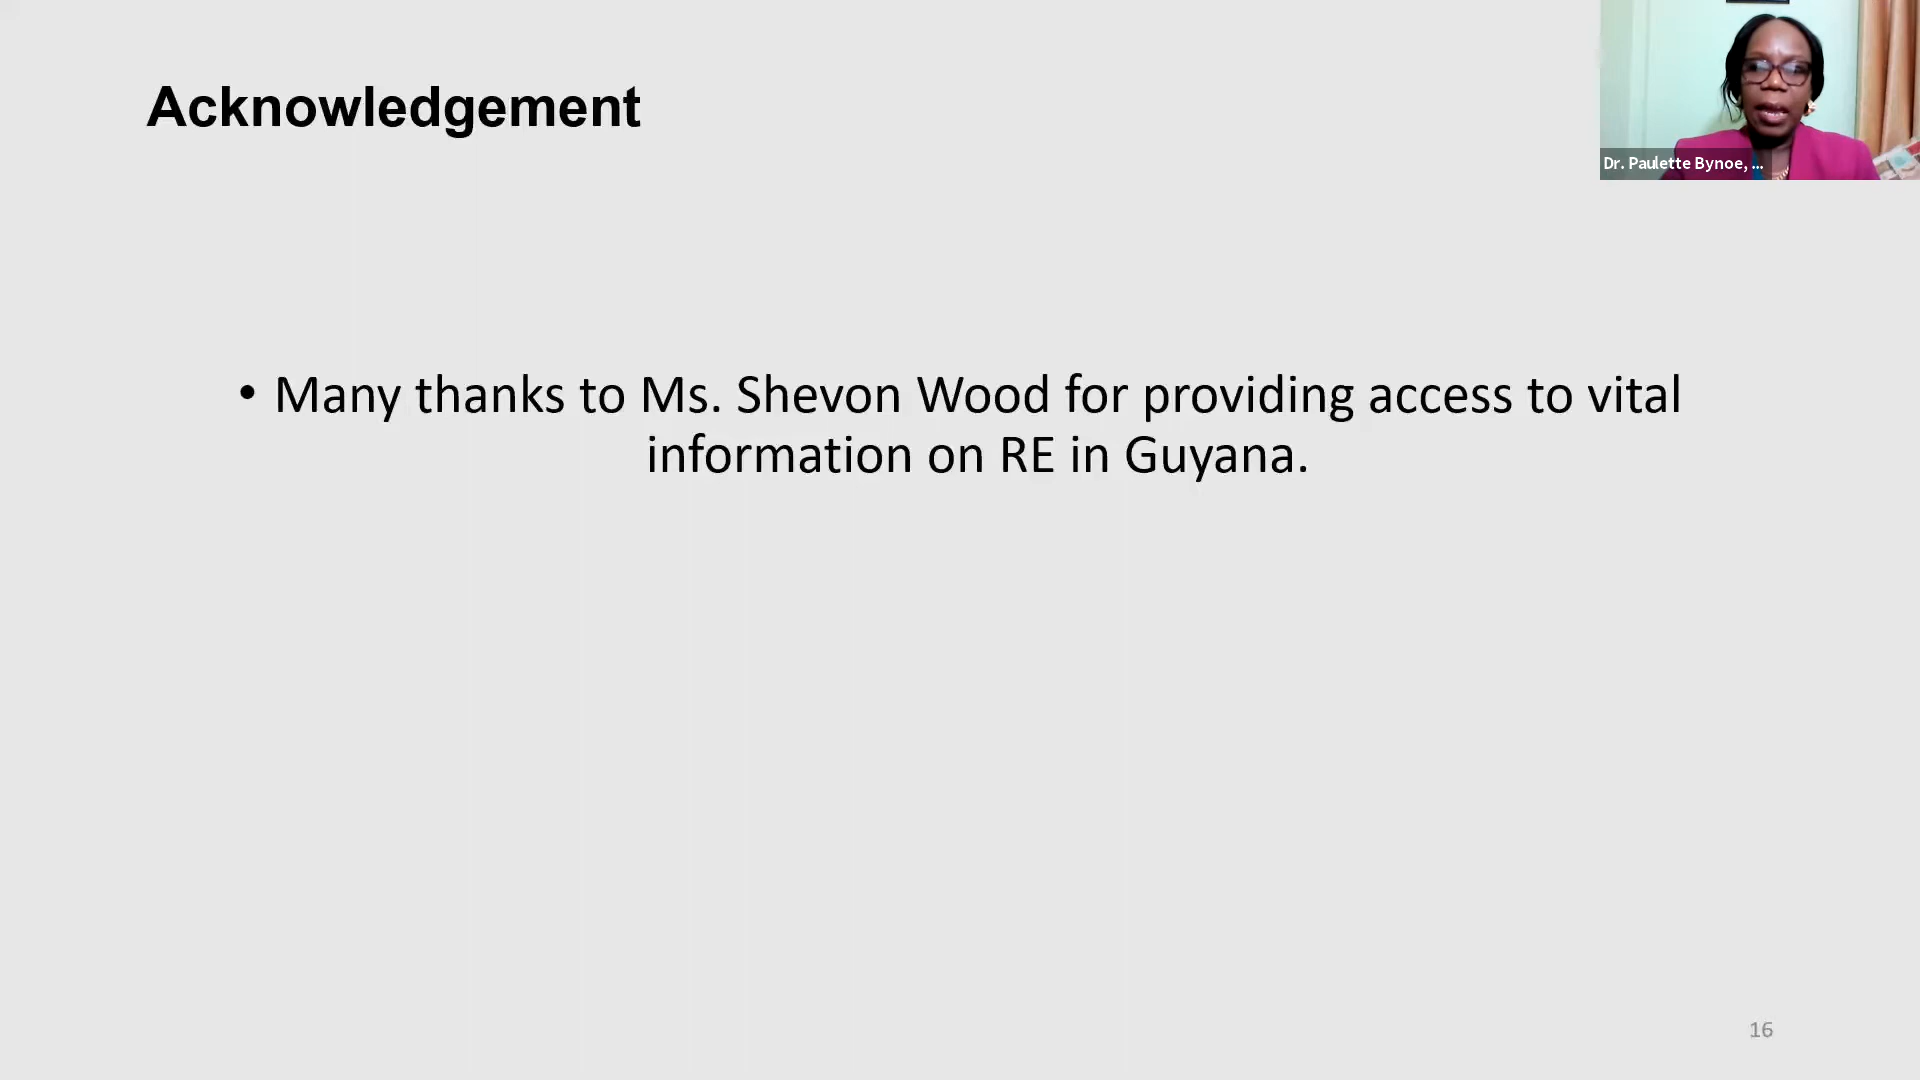 Acknowledgement
Dr. Paulette Bynoe, ...
• Many thanks to Ms. Shevon Wood for providing access to vital
information on RE in Guyana.
16